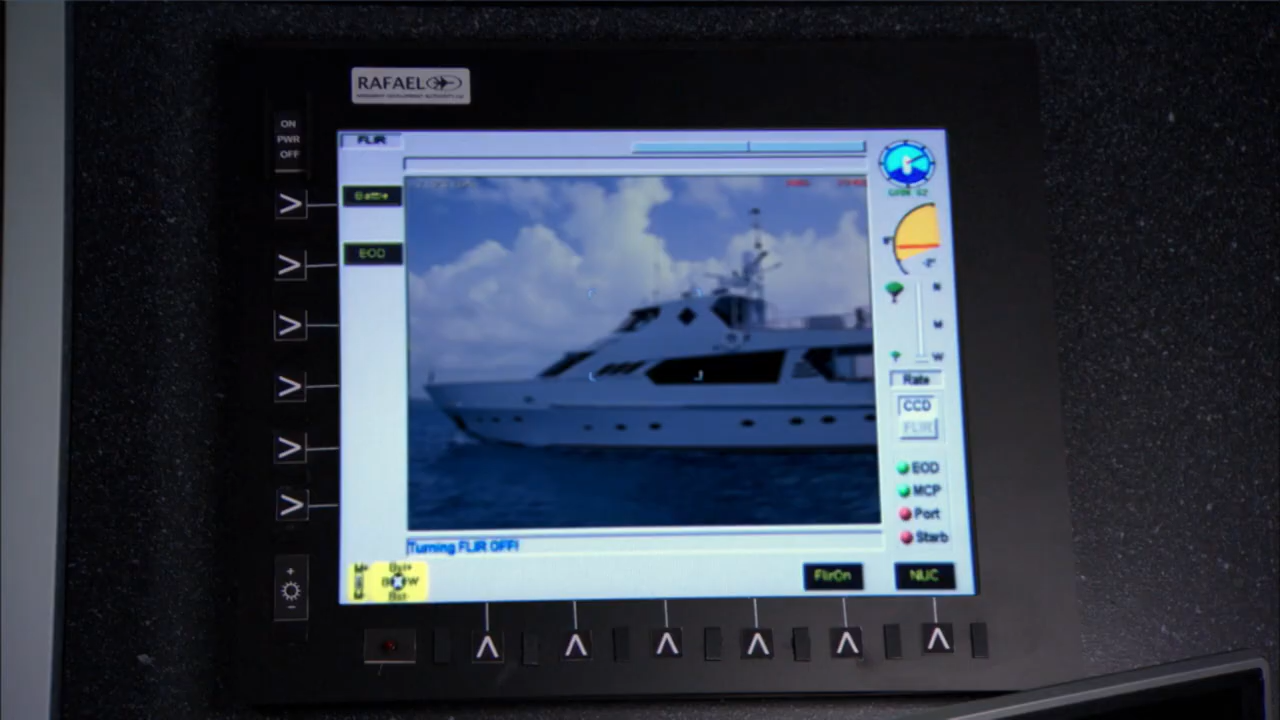 RAFAEL
ON
PWR
OFF
FLIR
Battle
EOD
N
M
W
Rate
CCD
FLIR
EOD
MCP
Port
Starb
Turning FLIR OFF!
FlirOn
NUC